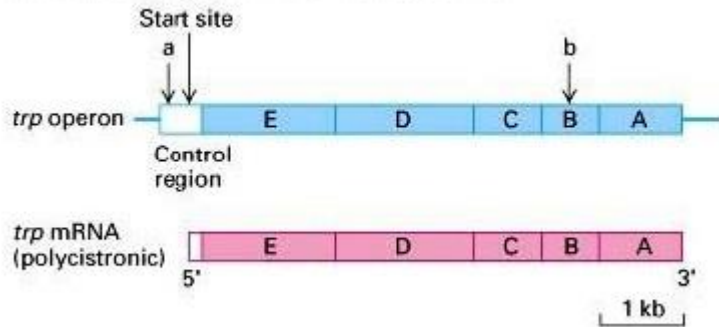 Start site
a b
trp operon E D C B A
Control
region
trp mRNA
(polycistronic) E D C B A
5' 3'
1 kb